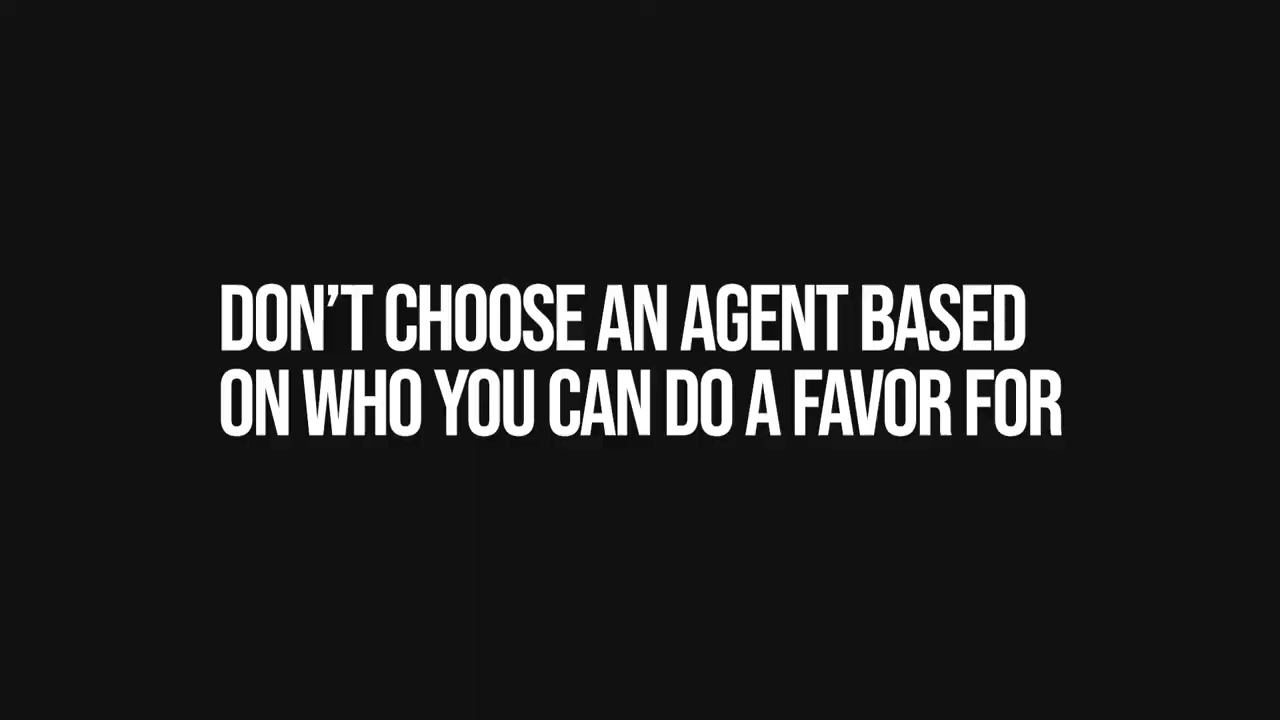 DON’T CHOOSE AN AGENT BASED
ON WHO YOU CAN DO A FAVOR FOR